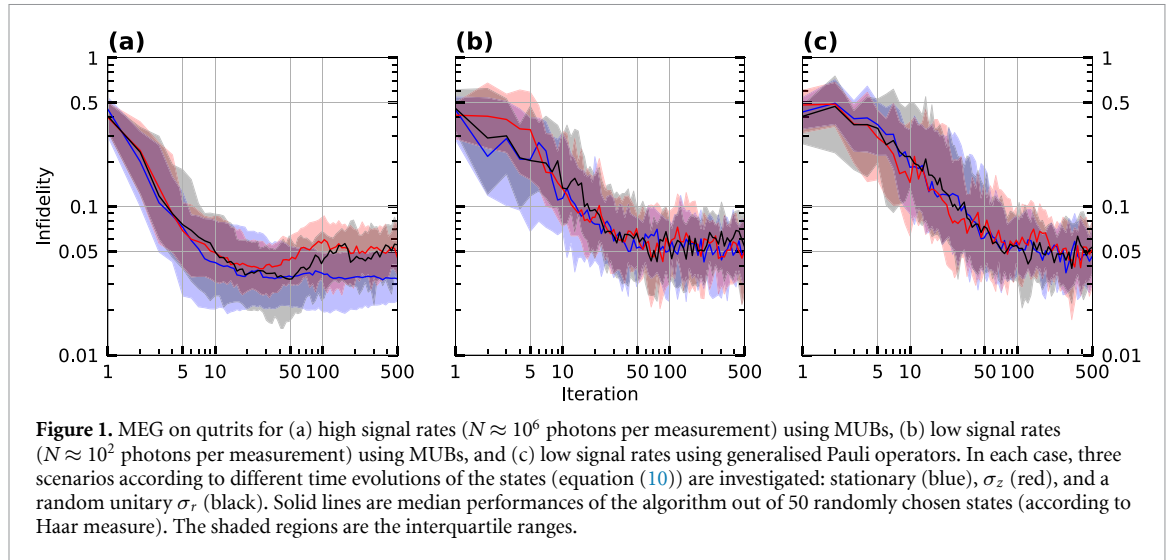 (a)
(b)
(c)
1
0.5
0.1
0.05
0.01
Infidelity
1
0.5
0.1
0.05
0.01
1 5 10 50 100 500
1 5 10 50 100 500
1 5 10 50 100 500
Iteration
Figure 1. MEG on qutrits for (a) high signal rates (N ≈ 10⁶ photons per measurement) using MUBs, (b) low signal rates
(N ≈ 10² photons per measurement) using MUBs, and (c) low signal rates using generalised Pauli operators. In each case, three
scenarios according to different time evolutions of the states (equation (10)) are investigated: stationary (blue), σ_z (red), and a
random unitary σ_r (black). Solid lines are median performances of the algorithm out of 50 randomly chosen states (according to
Haar measure). The shaded regions are the interquartile ranges.